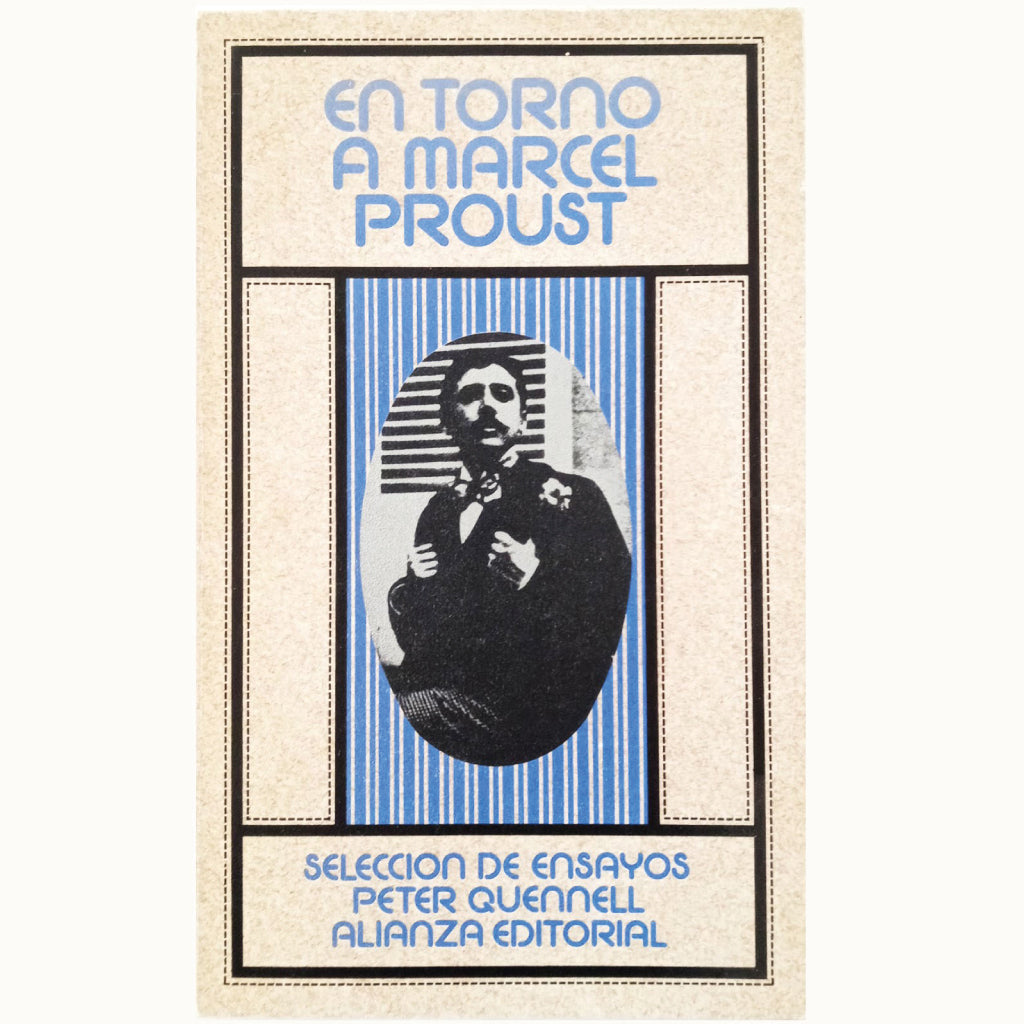 EN TORNO
A MARCEL
PROUST
SELECCION DE ENSAYOS
PETER QUENNELL
ALIANZA EDITORIAL